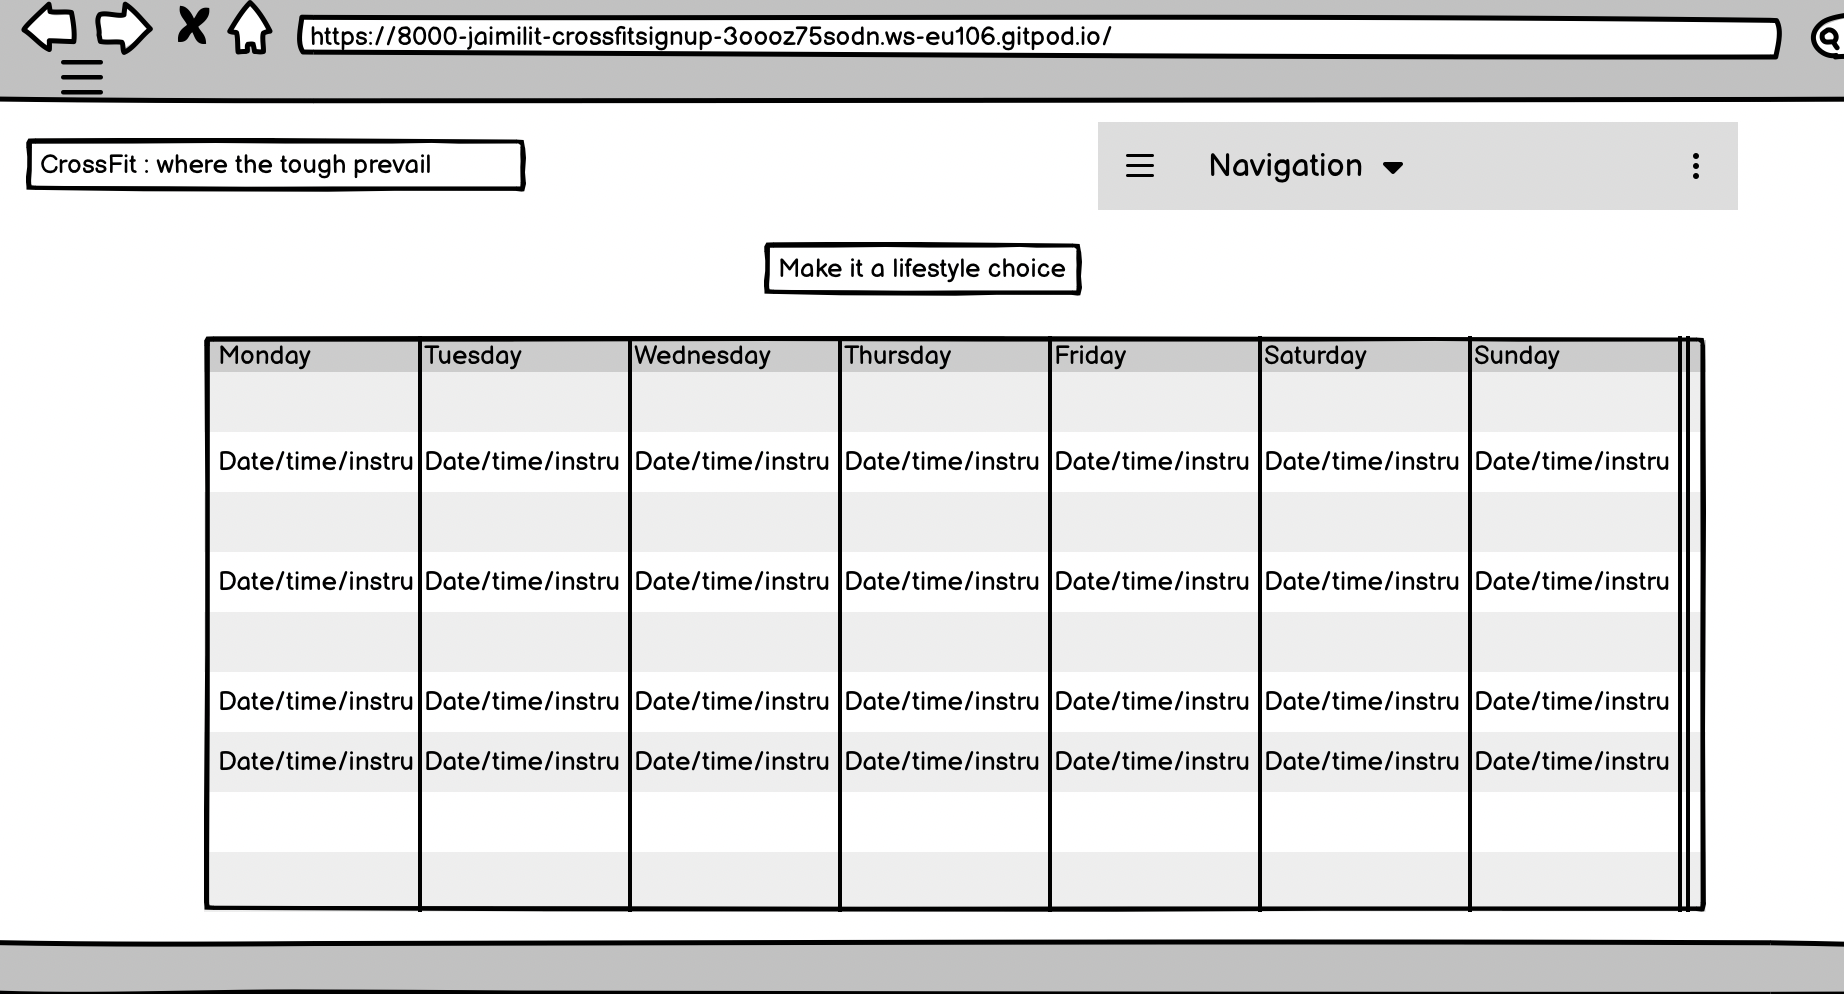 https://8000-jaimilit-crossfitsignup-3oooz75sodn.ws-eu106.gitpod.io/
CrossFit : where the tough prevail
Navigation
Make it a lifestyle choice
Monday Tuesday Wednesday Thursday Friday Saturday Sunday
Date/time/instru Date/time/instru Date/time/instru Date/time/instru Date/time/instru Date/time/instru Date/time/instru
Date/time/instru Date/time/instru Date/time/instru Date/time/instru Date/time/instru Date/time/instru Date/time/instru
Date/time/instru Date/time/instru Date/time/instru Date/time/instru Date/time/instru Date/time/instru Date/time/instru
Date/time/instru Date/time/instru Date/time/instru Date/time/instru Date/time/instru Date/time/instru Date/time/instru